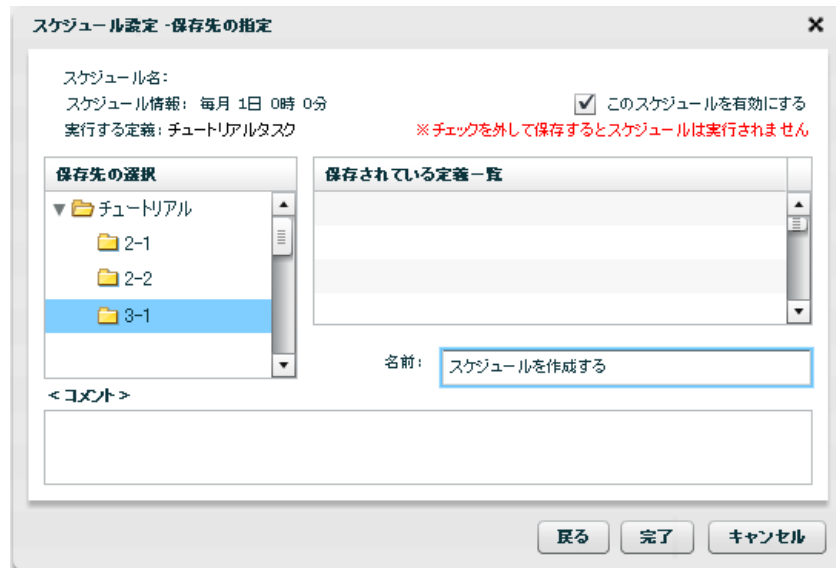 スケジュール設定 -保存先の指定
スケジュール名:
スケジュール情報: 毎月 1日 0時 0分
このスケジュールを有効にする
実行する定義: チュートリアルタスク
※チェックを外して保存するとスケジュールは実行されません
保存先の選択
保存されている定義一覧
チュートリアル
2-1
2-2
3-1
名前:
スケジュールを作成する
<コメント>
戻る
完了
キャンセル